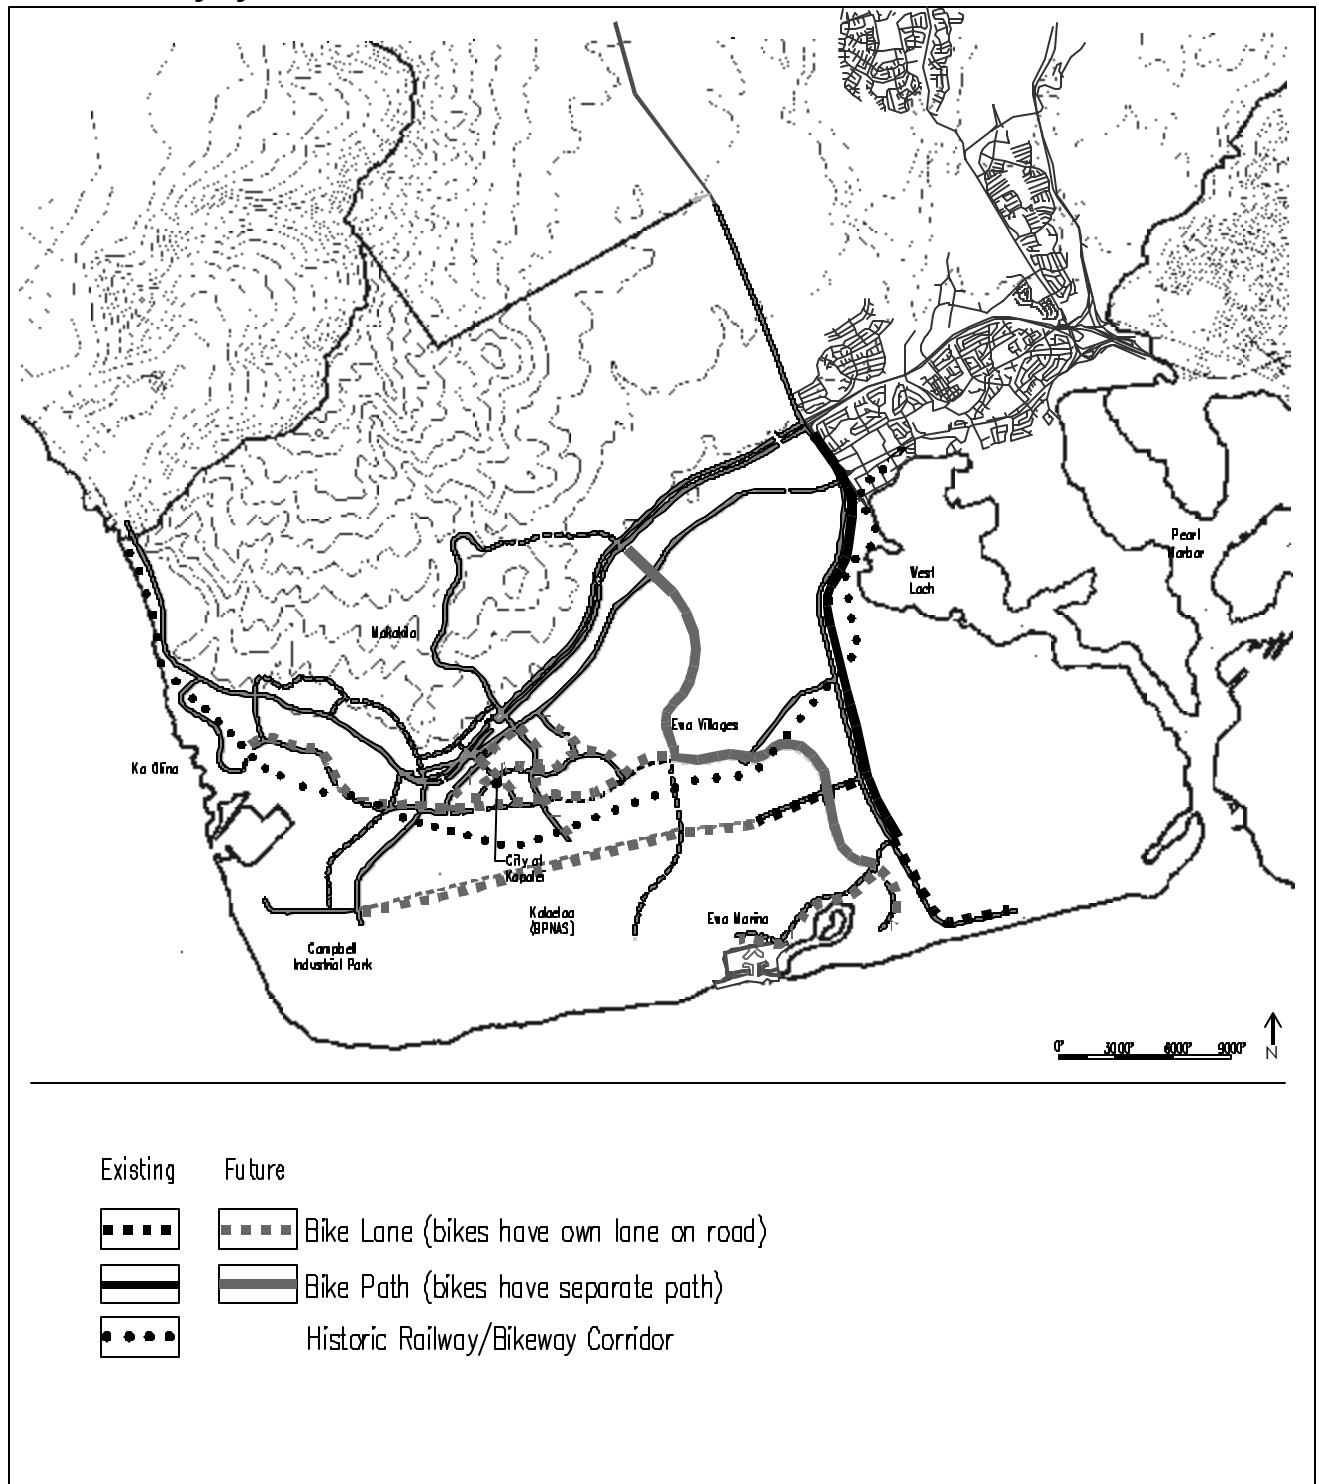 Pearl
Harbor
West
Loch
Makakilo
Ewa Villages
Ko Olina
City of
Kapolei
Kalaeloa
(BPNAS)
Ewa Marina
Campbell
Industrial Park
0' 3000' 6000' 9000'
N
Existing Future
Bike Lane (bikes have own lane on road)
Bike Path (bikes have separate path)
Historic Railway/Bikeway Corridor